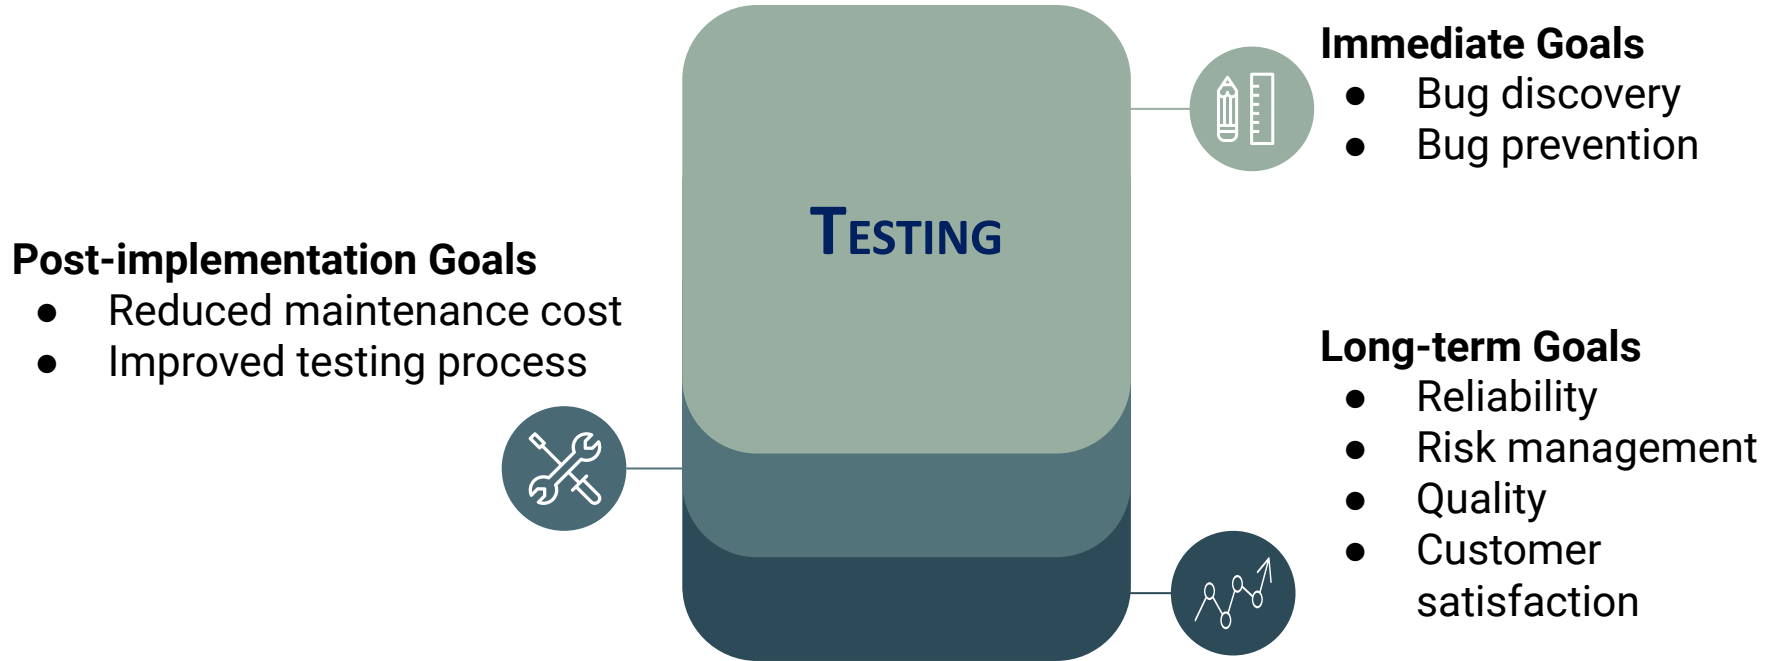 Immediate Goals
● Bug discovery
● Bug prevention
TESTING
Post-implementation Goals
● Reduced maintenance cost
● Improved testing process
Long-term Goals
● Reliability
● Risk management
● Quality
● Customer
satisfaction